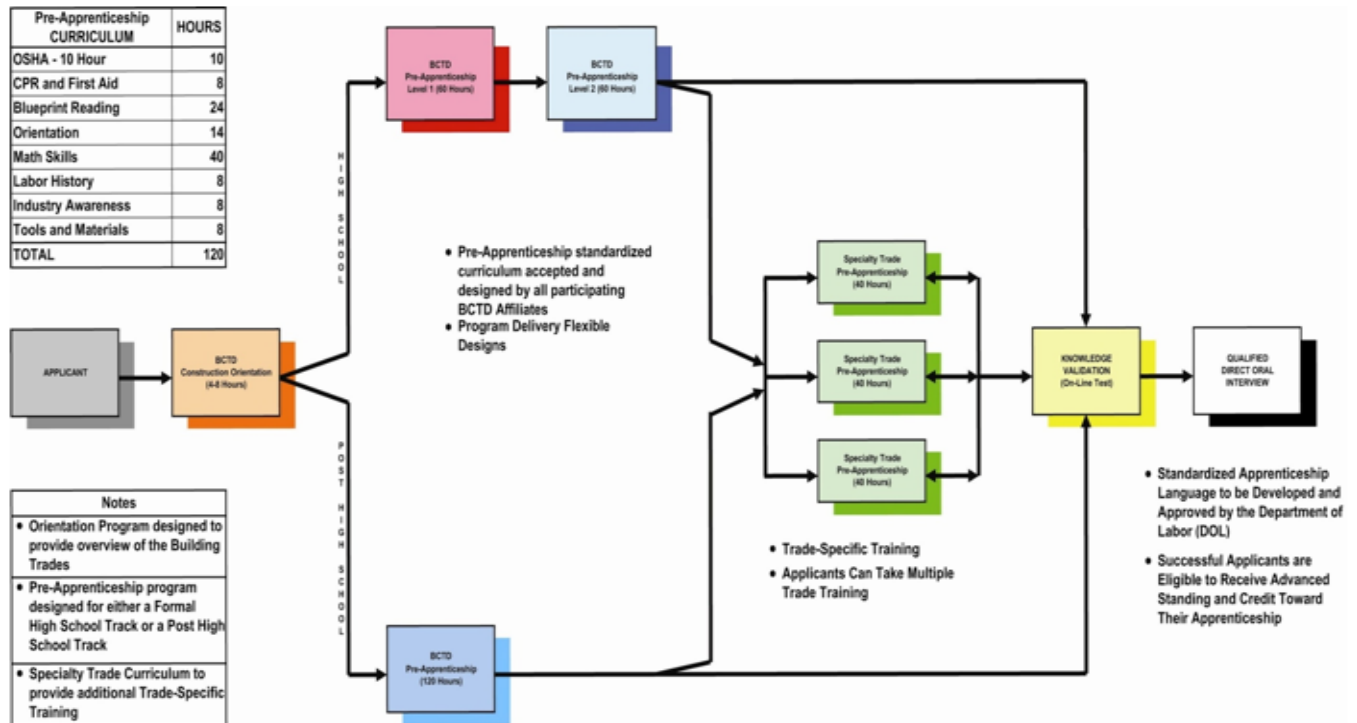 Pre-Apprenticeship
CURRICULUM
HOURS
OSHA - 10 Hour 10
CPR and First Aid 8
Blueprint Reading 24
Orientation 14
Math Skills 40
Labor History 8
Industry Awareness 8
Tools and Materials 8
TOTAL 120
APPLICANT
BCTD
Construction Orientation
(4-8 Hours)
HIGH SCHOOL
POST HIGH SCHOOL
BCTD
Pre-Apprenticeship
Level 1 (60 Hours)
BCTD
Pre-Apprenticeship
Level 2 (60 Hours)
• Pre-Apprenticeship standardized
curriculum accepted and
designed by all participating
BCTD Affiliates
• Program Delivery Flexible
Designs
BCTD
Pre-Apprenticeship
(120 Hours)
Specialty Trade
Pre-Apprenticeship
(40 Hours)
Specialty Trade
Pre-Apprenticeship
(40 Hours)
Specialty Trade
Pre-Apprenticeship
(40 Hours)
• Trade-Specific Training
• Applicants Can Take Multiple
Trade Training
KNOWLEDGE
VALIDATION
(On-Line Test)
QUALIFIED
DIRECT ORAL
INTERVIEW
• Standardized Apprenticeship
Language to be Developed and
Approved by the Department of
Labor (DOL)
• Successful Applicants are
Eligible to Receive Advanced
Standing and Credit Toward
Their Apprenticeship
Notes
• Orientation Program designed to
provide overview of the Building
Trades
• Pre-Apprenticeship program
designed for either a Formal
High School Track or a Post High
School Track
• Specialty Trade Curriculum to
provide additional Trade-Specific
Training